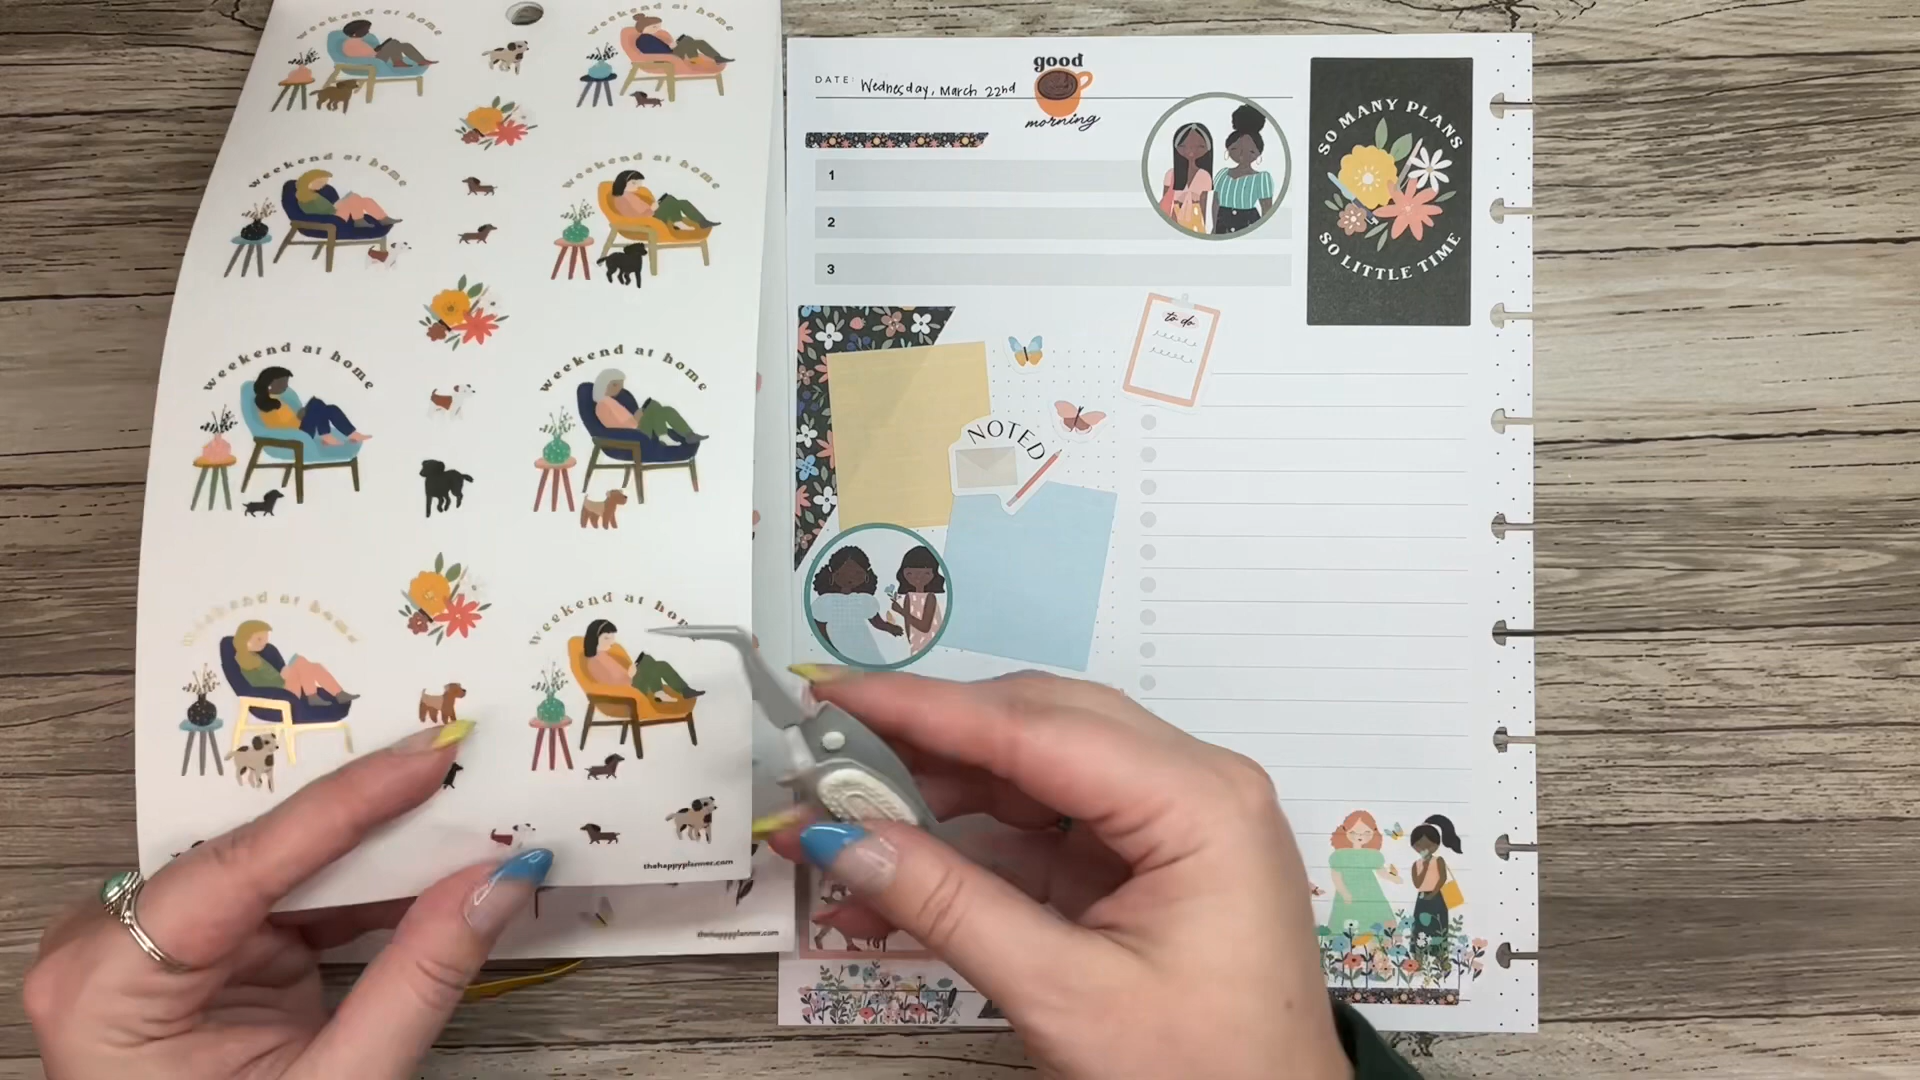 weekend at home
weekend at home
weekend at home
weekend at home
weekend at home
weekend at home
weekend at home
weekend at home
thehappyplanner.com
thehappyplanner.com
good
morning
DATE: Wednesday, March 22nd
1
2
3
SO MANY PLANS
SO LITTLE TIME
to do
NOTED